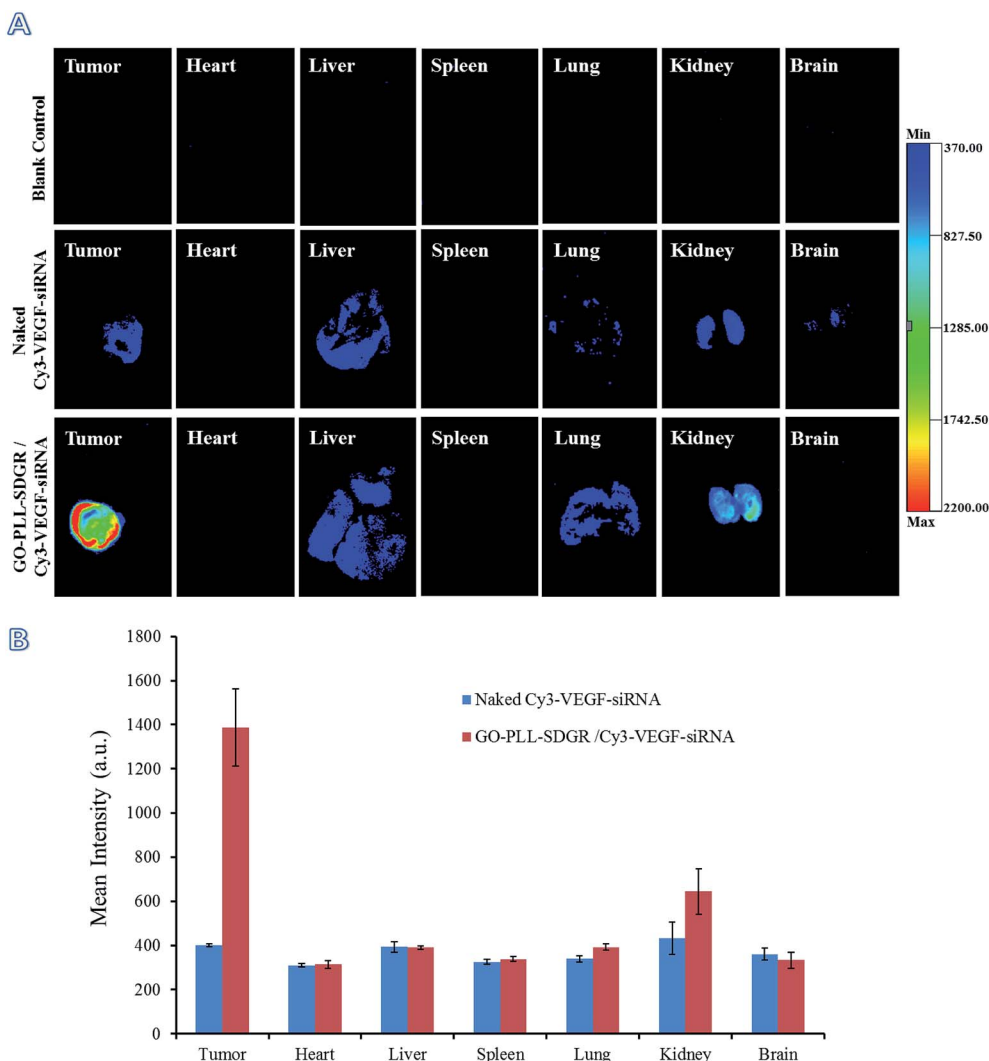 A
Blank Control
Tumor Heart Liver Spleen Lung Kidney Brain
Naked
Cy3-VEGF-siRNA
Tumor Heart Liver Spleen Lung Kidney Brain
GO-PLL-SDGR /
Cy3-VEGF-siRNA
Tumor Heart Liver Spleen Lung Kidney Brain
Min
370.00
827.50
1285.00
1742.50
2200.00
Max
B
Mean Intensity (a.u.)
1800
1600
1400
1200
1000
800
600
400
200
0
Naked Cy3-VEGF-siRNA
GO-PLL-SDGR /Cy3-VEGF-siRNA
Tumor Heart Liver Spleen Lung Kidney Brain